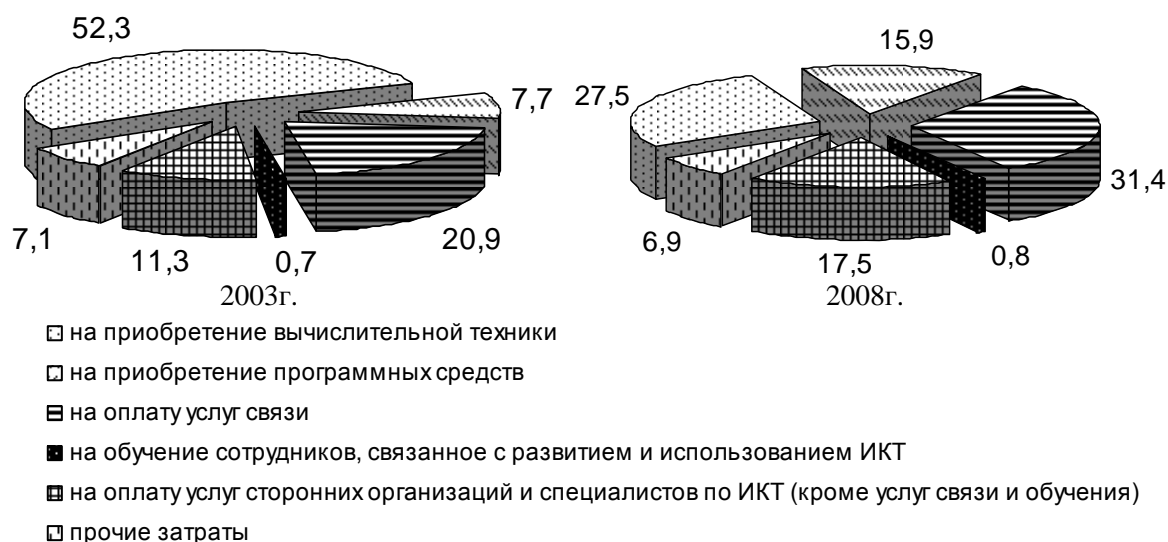 52,3
7,7
20,9
0,7
11,3
7,1
2003г.
15,9
27,5
31,4
0,8
17,5
6,9
2008г.
на приобретение вычислительной техники
на приобретение программных средств
на оплату услуг связи
на обучение сотрудников, связанное с развитием и использованием ИКТ
на оплату услуг сторонних организаций и специалистов по ИКТ (кроме услуг связи и обучения)
прочие затраты